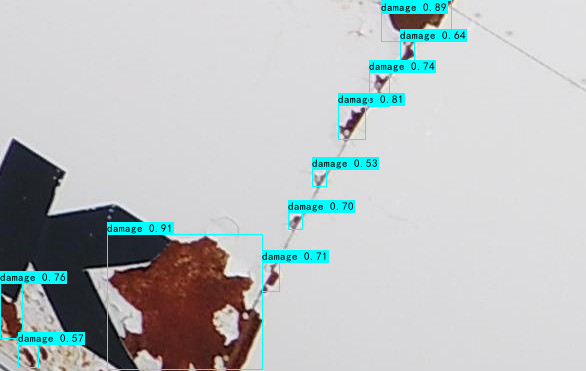 damage 0.89
damage 0.64
damage 0.74
damage 0.81
damage 0.53
damage 0.70
damage 0.91
damage 0.71
damage 0.76
damage 0.57